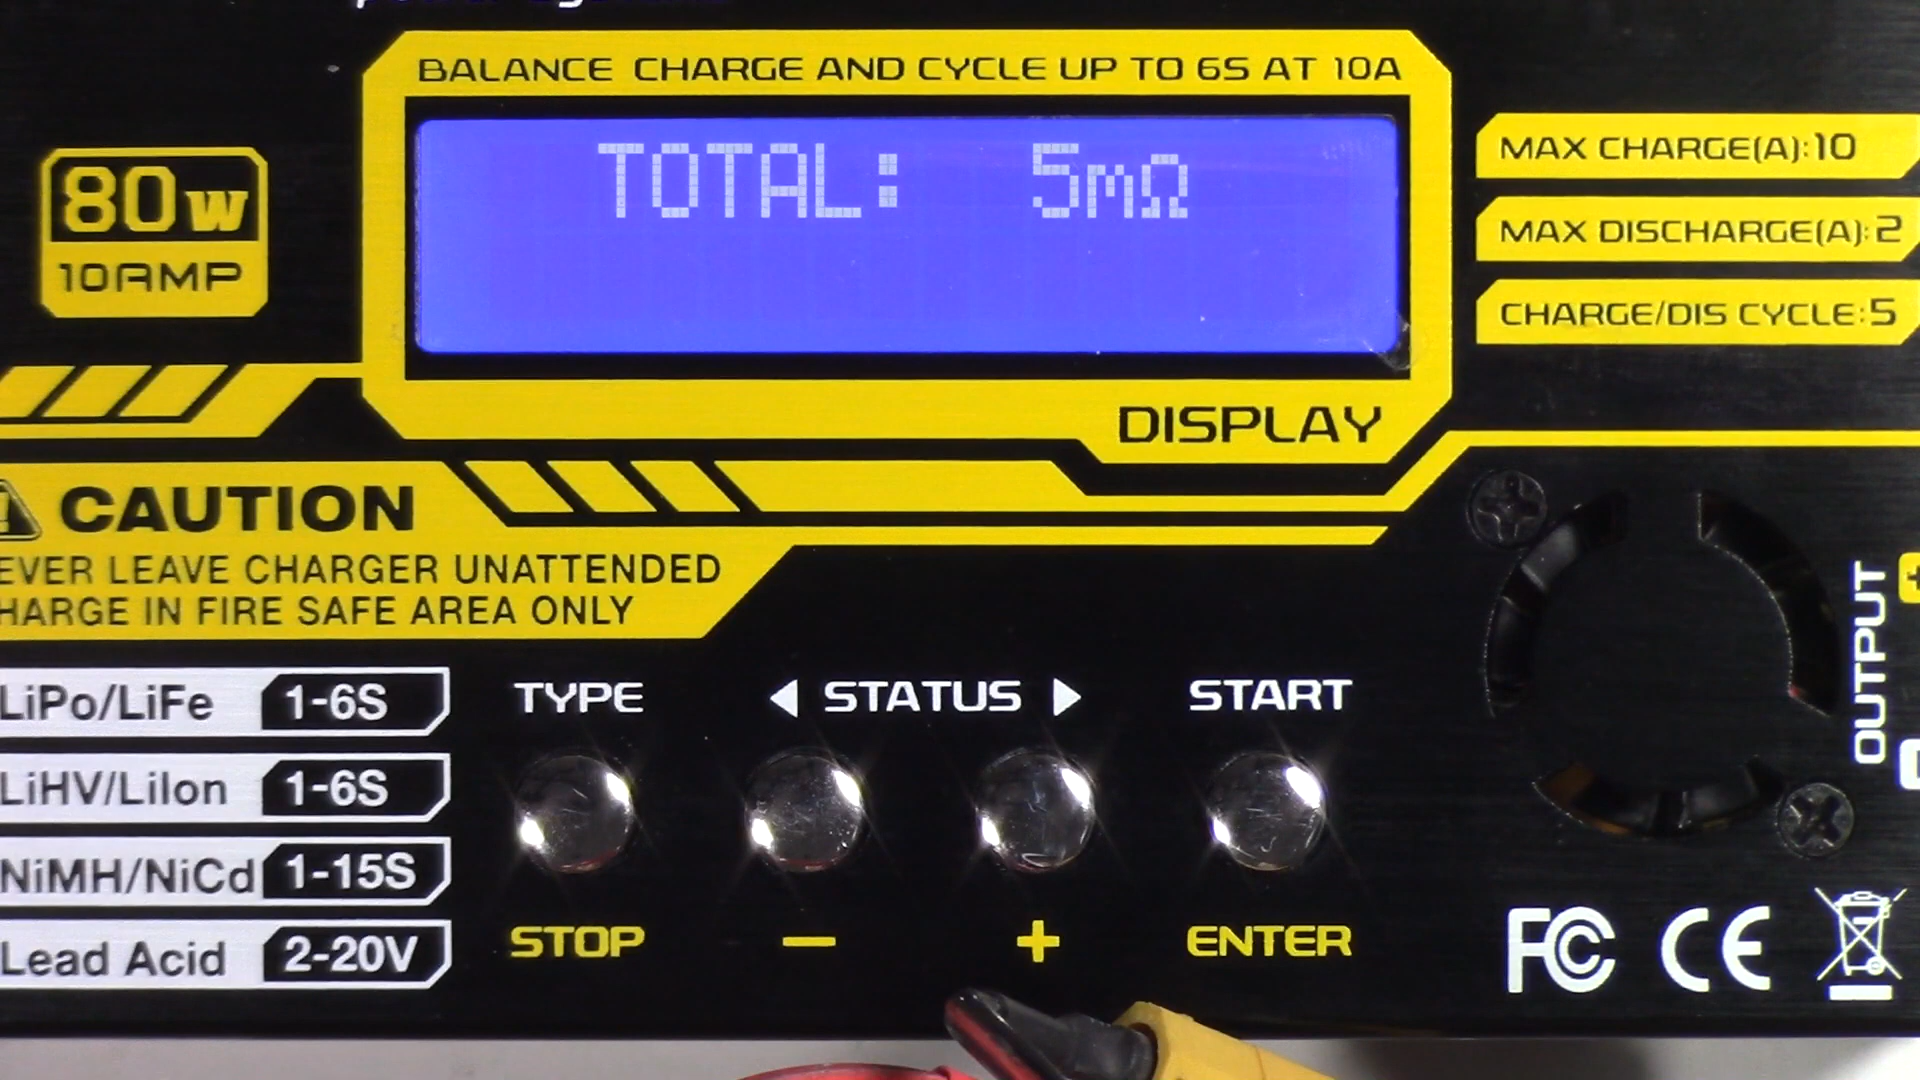 BALANCE CHARGE AND CYCLE UP TO 6S AT 10A
TOTAL: 5mΩ
80W
10AMP
MAX CHARGE(A):10
MAX DISCHARGE(A):2
CHARGE/DIS CYCLE:5
DISPLAY
CAUTION
EVER LEAVE CHARGER UNATTENDED
HARGE IN FIRE SAFE AREA ONLY
LiPo/LiFe 1-6S
LiHV/LiIon 1-6S
NiMH/NiCd 1-15S
Lead Acid 2-20V
TYPE
◀ STATUS ▶
START
STOP
−
+
ENTER
OUTPUT
+
FC CE